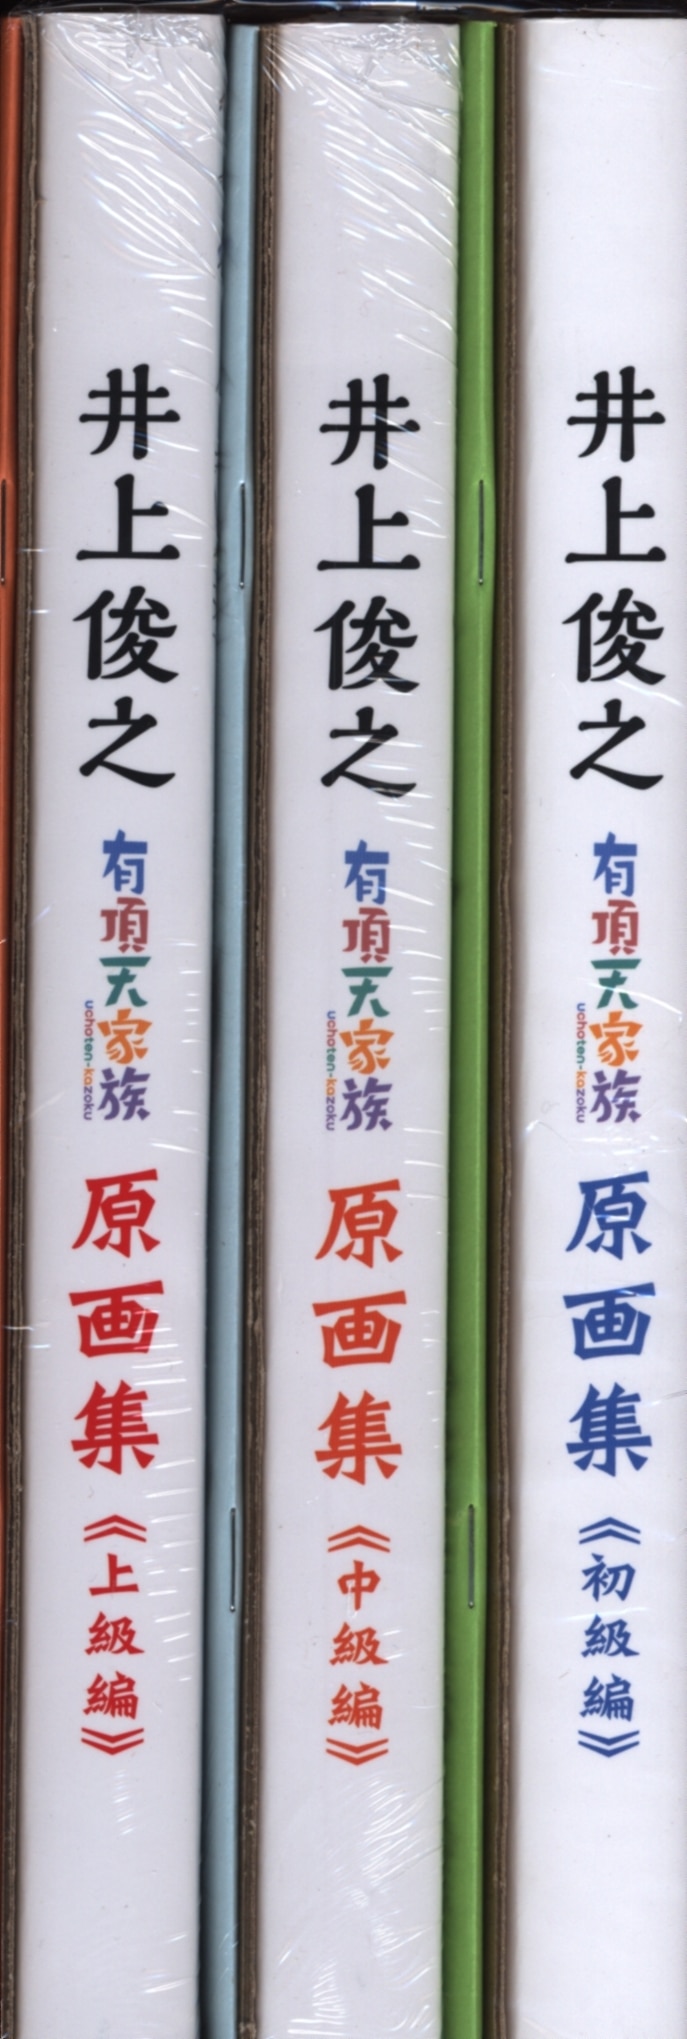 井上俊之
有頂天家族
uchoten-kazoku
原画集
《初級編》
井上俊之
有頂天家族
uchoten-kazoku
原画集
《中級編》
井上俊之
有頂天家族
uchoten-kazoku
原画集
《上級編》